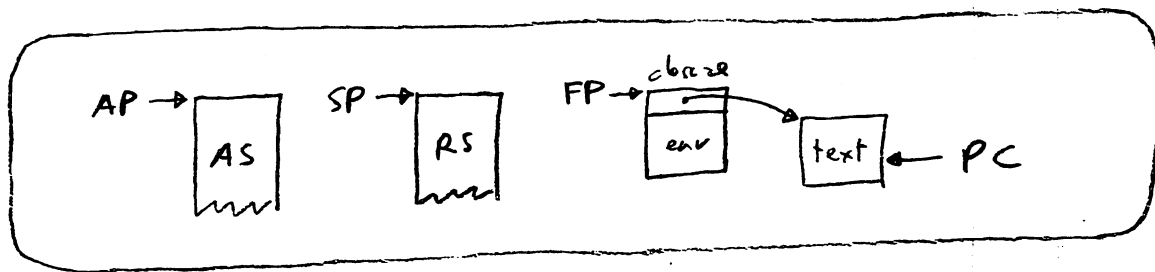 closure
AP
SP
FP
AS
RS
env
text
PC